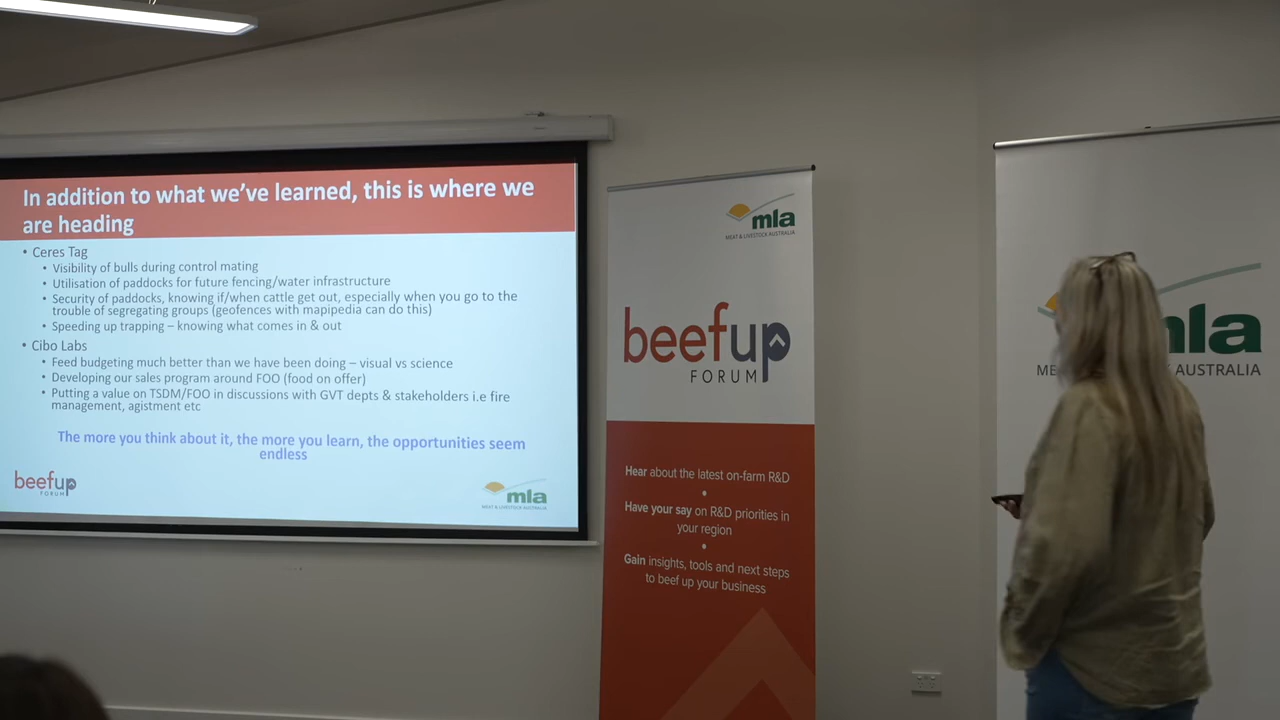 In addition to what we've learned, this is where we
are heading
• Ceres Tag
• Visibility of bulls during control mating
• Utilisation of paddocks for future fencing/water infrastructure
• Security of paddocks, knowing if/when cattle get out, especially when you go to the
trouble of segregating groups (geofences with mapipedia can do this)
• Speeding up trapping – knowing what comes in & out
• Cibo Labs
• Feed budgeting much better than we have been doing – visual vs science
• Developing our sales program around FOO (food on offer)
• Putting a value on TSDM/FOO in discussions with GVT depts & stakeholders i.e fire
management, agistment etc
The more you think about it, the more you learn, the opportunities seem
endless
beefup
FORUM
mla
MEAT & LIVESTOCK AUSTRALIA
mla
MEAT & LIVESTOCK AUSTRALIA
beefup
FORUM
Hear about the latest on-farm R&D
•
Have your say on R&D priorities in
your region
•
Gain insights, tools and next steps
to beef up your business
mla
AUSTRALIA